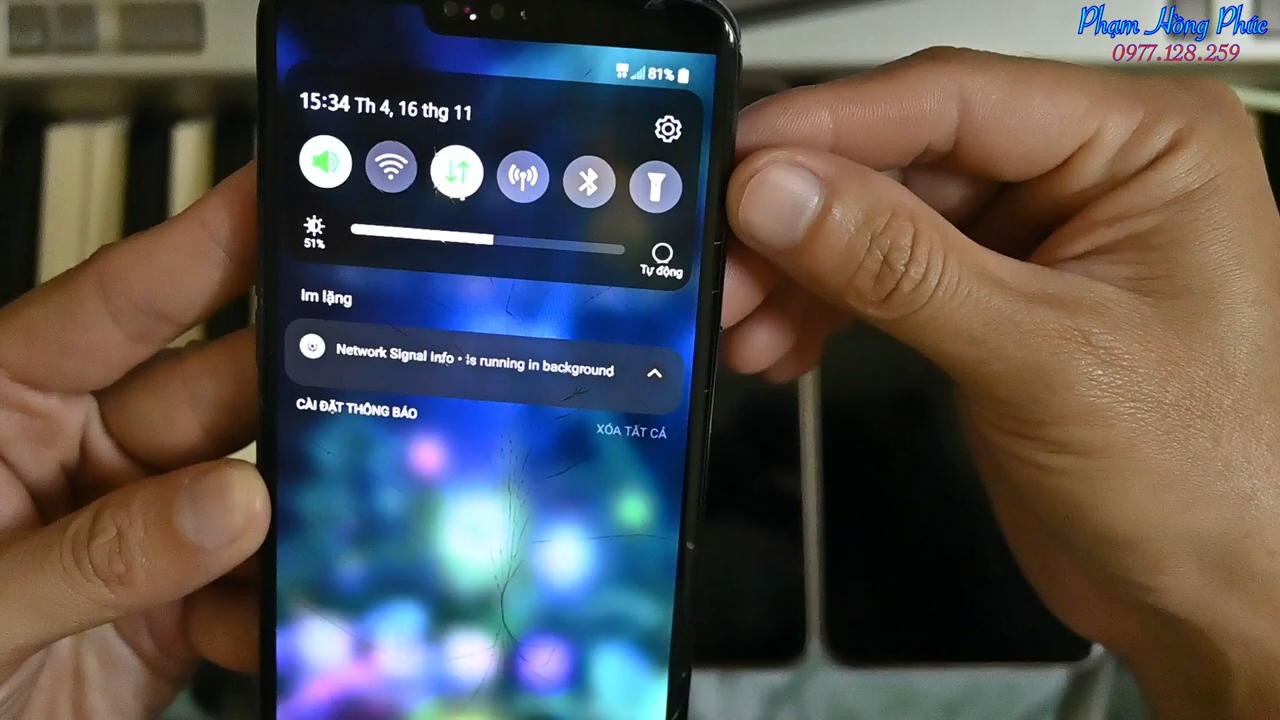 Phạm Hồng Phúc
0977.128.259
81%
15:34 Th 4, 16 thg 11
51%
Tự động
Im lặng
Network Signal Info • is running in background
CÀI ĐẶT THÔNG BÁO
XÓA TẤT CẢ